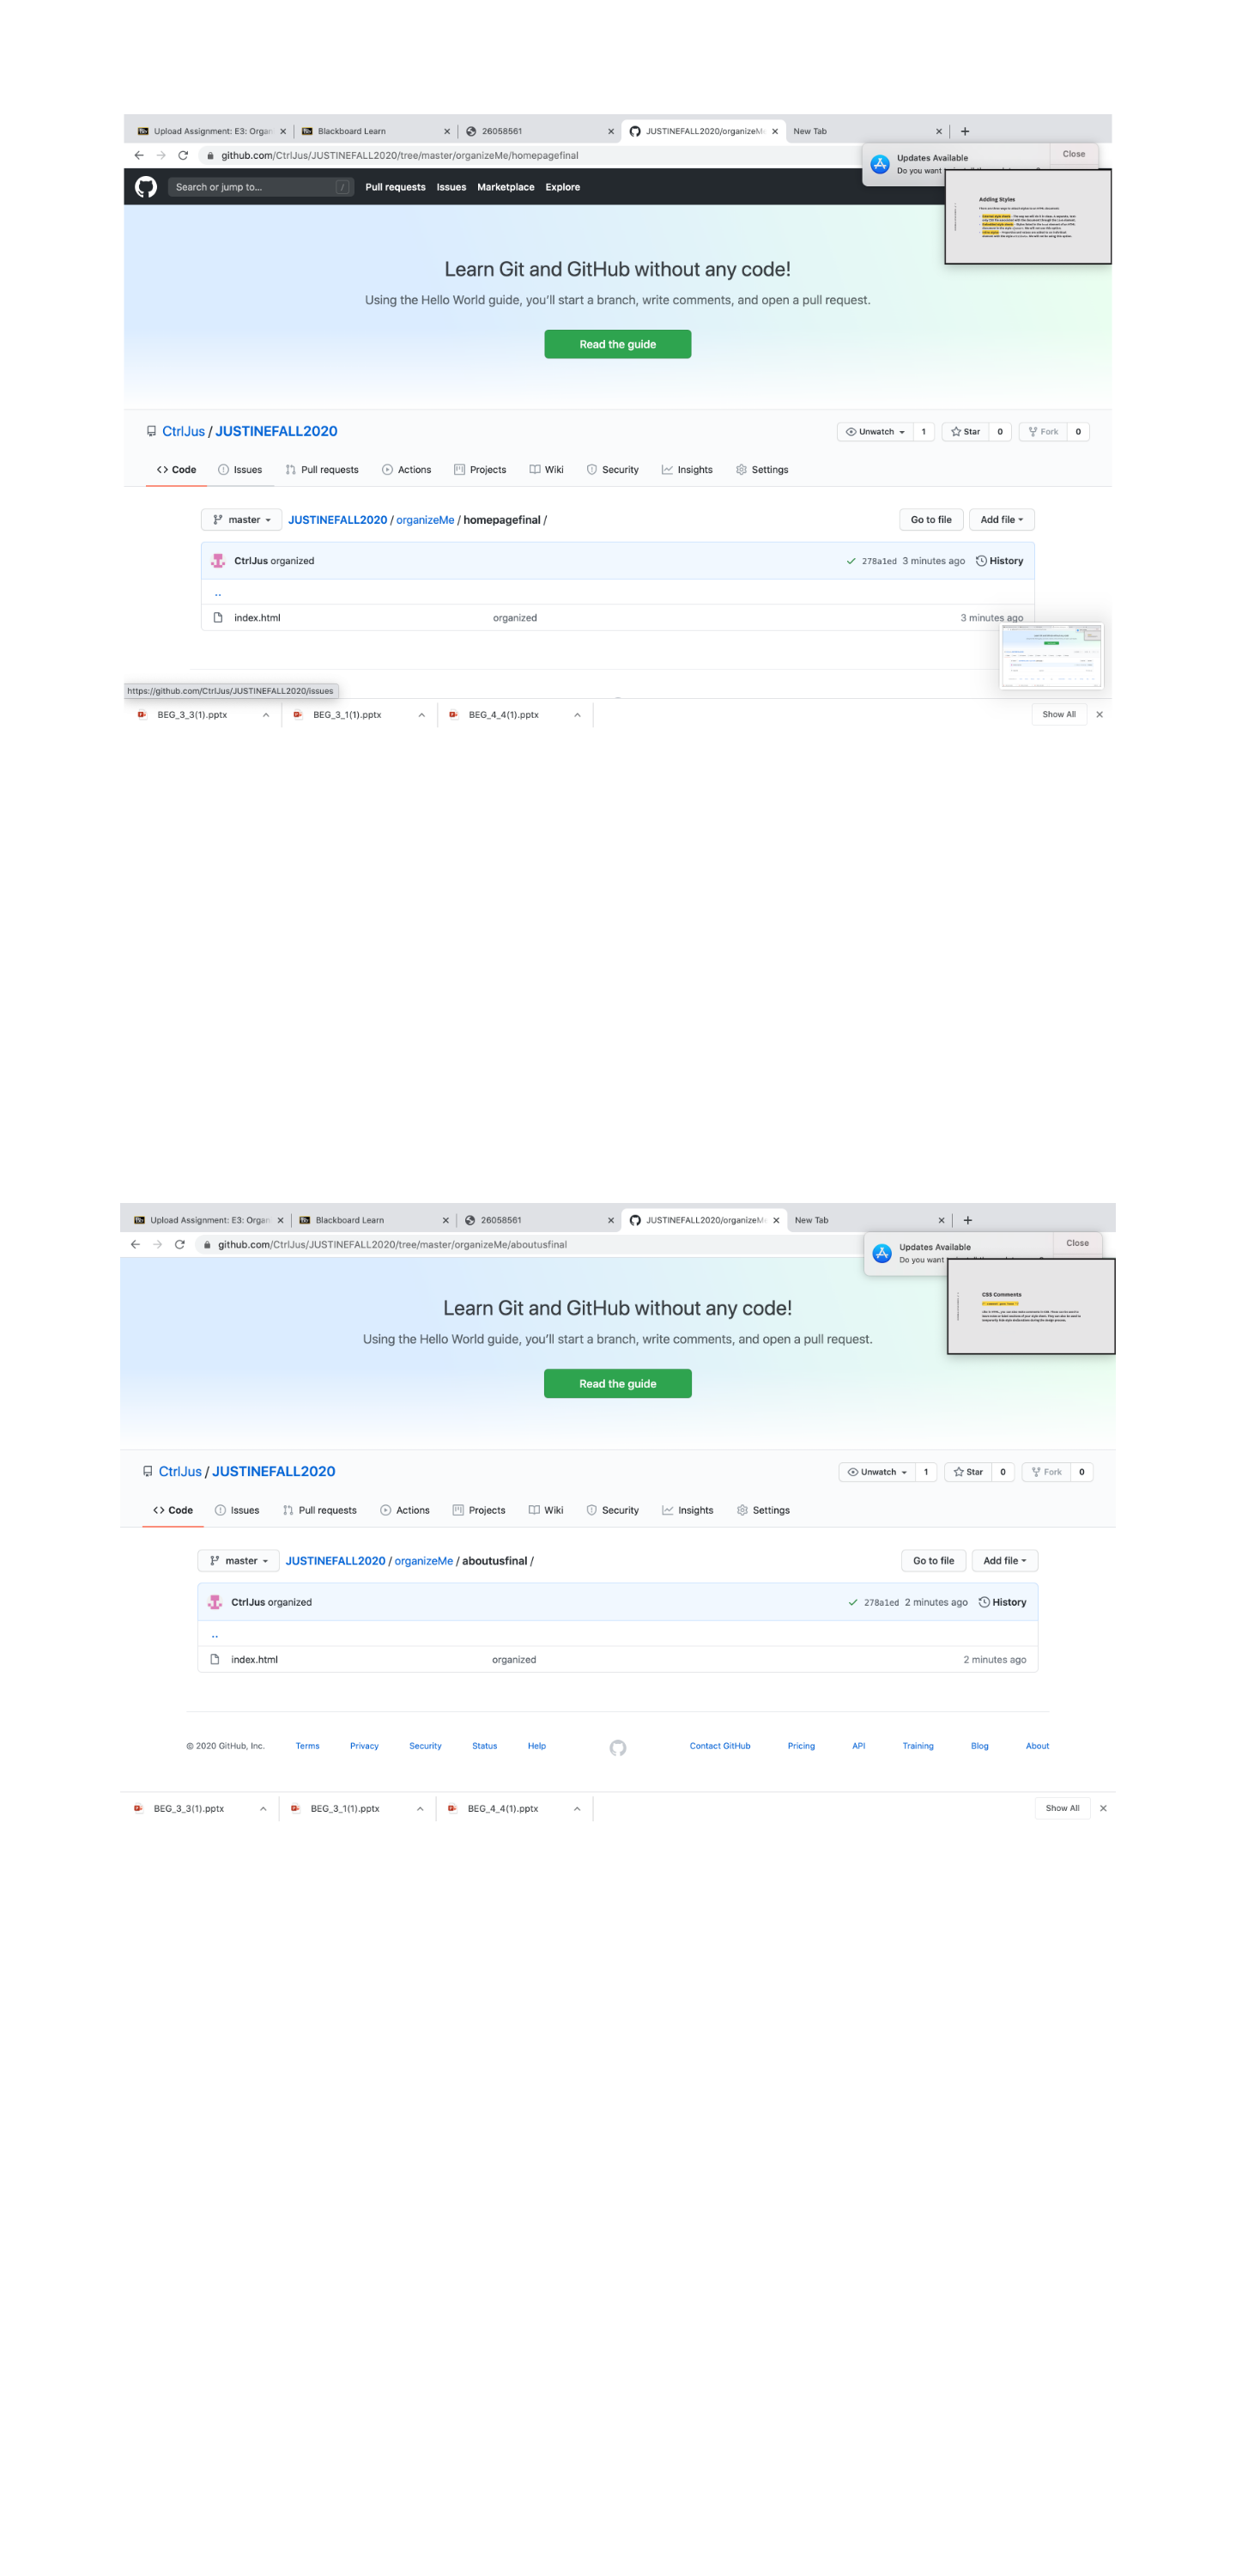 Upload Assignment: E3: Organ
Blackboard Learn
26058561
JUSTINEFALL2020/organizeMe
New Tab
github.com/CtrlJus/JUSTINEFALL2020/tree/master/organizeMe/homepagefinal
Updates Available
Close
Do you want
Search or jump to...
/
Pull requests
Issues
Marketplace
Explore
Adding Styles
Learn Git and GitHub without any code!
Using the Hello World guide, you'll start a branch, write comments, and open a pull request.
Read the guide
CtrlJus / JUSTINEFALL2020
Unwatch 1
Star 0
Fork 0
Code
Issues
Pull requests
Actions
Projects
Wiki
Security
Insights
Settings
master
JUSTINEFALL2020 / organizeMe / homepagefinal /
Go to file
Add file
CtrlJus organized
278a1ed 3 minutes ago
History
..
index.html
organized
3 minutes ago
https://github.com/CtrlJus/JUSTINEFALL2020/issues
BEG_3_3(1).pptx
BEG_3_1(1).pptx
BEG_4_4(1).pptx
Show All
Upload Assignment: E3: Organ
Blackboard Learn
26058561
JUSTINEFALL2020/organizeMe
New Tab
github.com/CtrlJus/JUSTINEFALL2020/tree/master/organizeMe/aboutusfinal
Updates Available
Close
Do you want
CSS Comments
Learn Git and GitHub without any code!
Using the Hello World guide, you'll start a branch, write comments, and open a pull request.
Read the guide
CtrlJus / JUSTINEFALL2020
Unwatch 1
Star 0
Fork 0
Code
Issues
Pull requests
Actions
Projects
Wiki
Security
Insights
Settings
master
JUSTINEFALL2020 / organizeMe / aboutusfinal /
Go to file
Add file
CtrlJus organized
278a1ed 2 minutes ago
History
..
index.html
organized
2 minutes ago
© 2020 GitHub, Inc.
Terms
Privacy
Security
Status
Help
Contact GitHub
Pricing
API
Training
Blog
About
BEG_3_3(1).pptx
BEG_3_1(1).pptx
BEG_4_4(1).pptx
Show All